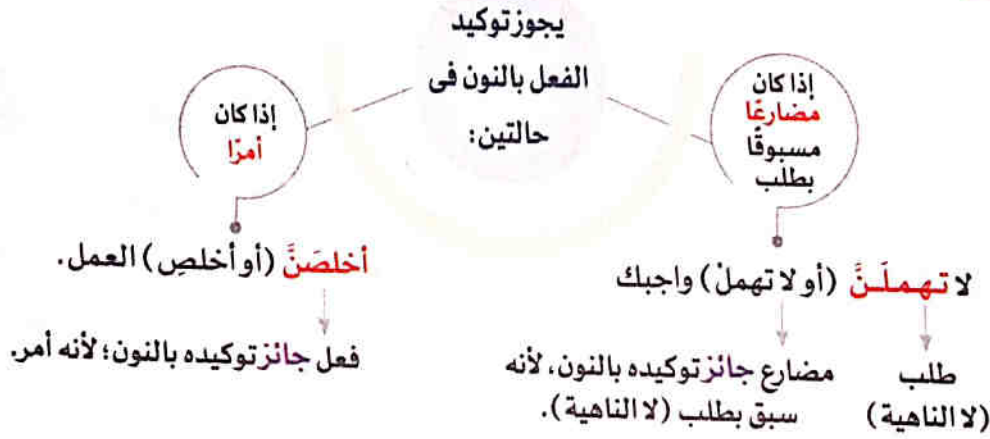 يجوز توكيد
الفعل بالنون فى
حالتين:
إذا كان
مضارعًا
مسبوقًا
بطلب
لا تهملَنَّ (أو لا تهملْ) واجبك
طلب
(لا الناهية)
مضارع جائز توكيده بالنون، لأنه
سبق بطلب (لا الناهية).
إذا كان
أمرًا
أخلصَنَّ (أو أخلصِ) العمل.
فعل جائز توكيده بالنون؛ لأنه أمر.